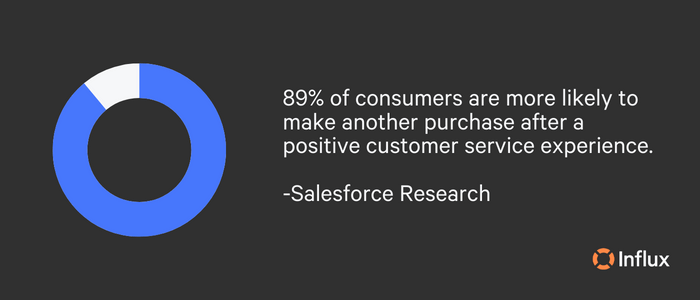 89% of consumers are more likely to
make another purchase after a
positive customer service experience.
-Salesforce Research
Influx